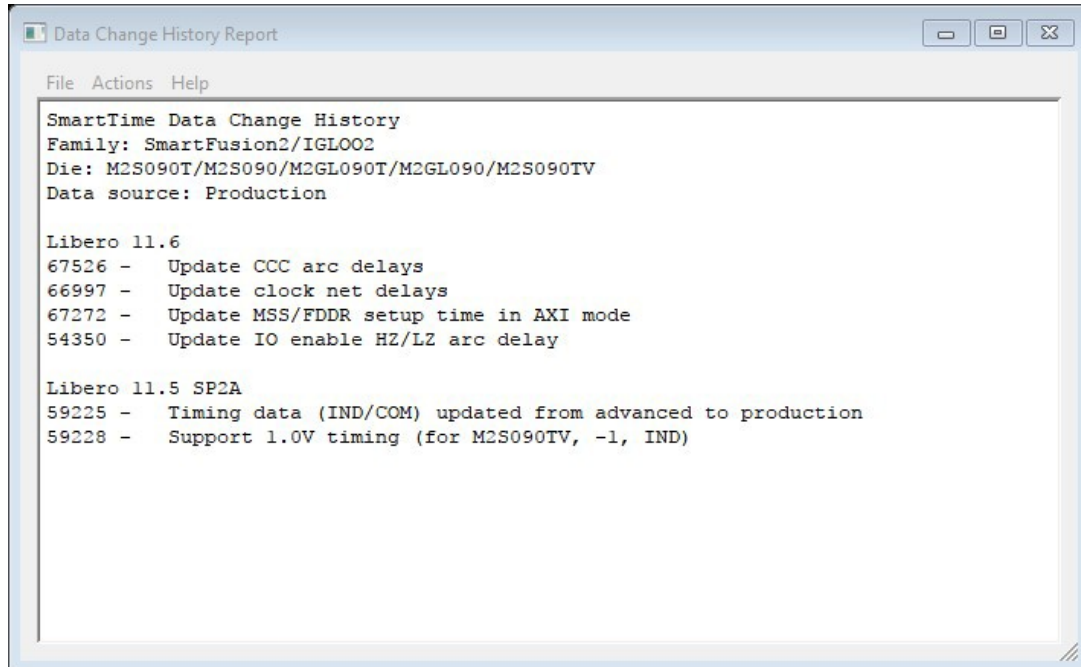 Data Change History Report
File Actions Help
SmartTime Data Change History
Family: SmartFusion2/IGLOO2
Die: M2S090T/M2S090/M2GL090T/M2GL090/M2S090TV
Data source: Production
Libero 11.6
67526 - Update CCC arc delays
66997 - Update clock net delays
67272 - Update MSS/FDDR setup time in AXI mode
54350 - Update IO enable HZ/LZ arc delay
Libero 11.5 SP2A
59225 - Timing data (IND/COM) updated from advanced to production
59228 - Support 1.0V timing (for M2S090TV, -1, IND)